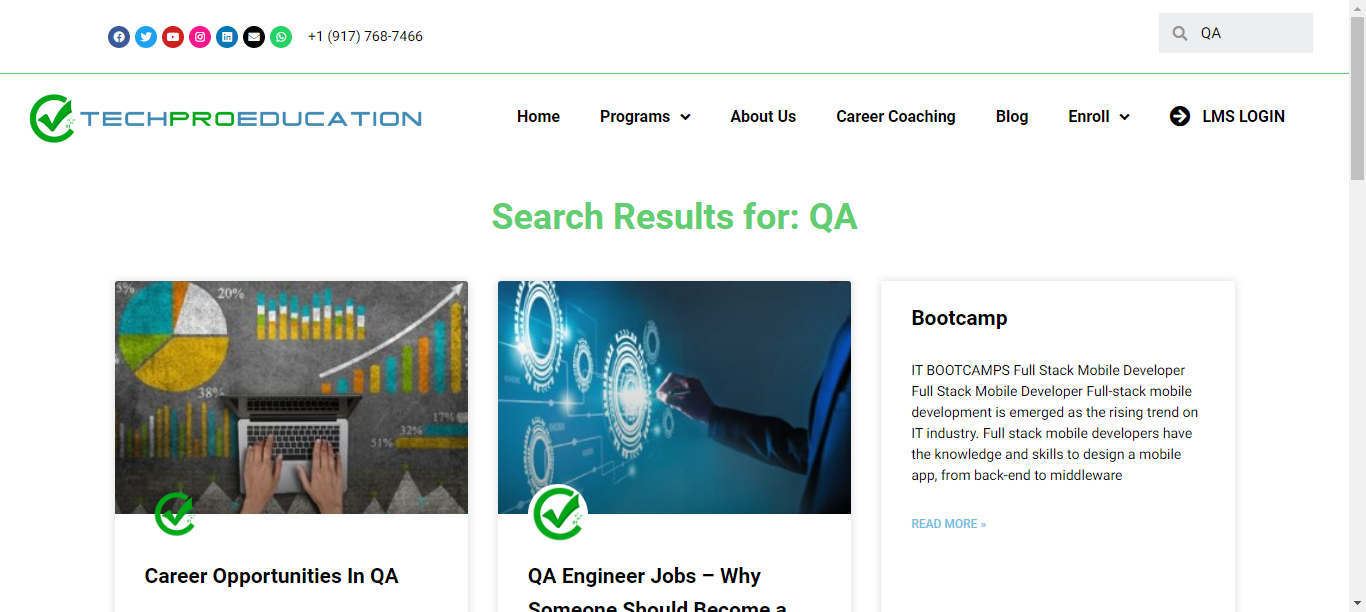 +1 (917) 768-7466
QA
TECHPROEDUCATION
Home
Programs
About Us
Career Coaching
Blog
Enroll
LMS LOGIN
Search Results for: QA
5%
20%
38%
17%
32%
51%
Career Opportunities In QA
QA Engineer Jobs – Why
Someone Should Become a
Bootcamp
IT BOOTCAMPS Full Stack Mobile Developer
Full Stack Mobile Developer Full-stack mobile
development is emerged as the rising trend on
IT industry. Full stack mobile developers have
the knowledge and skills to design a mobile
app, from back-end to middleware
READ MORE »